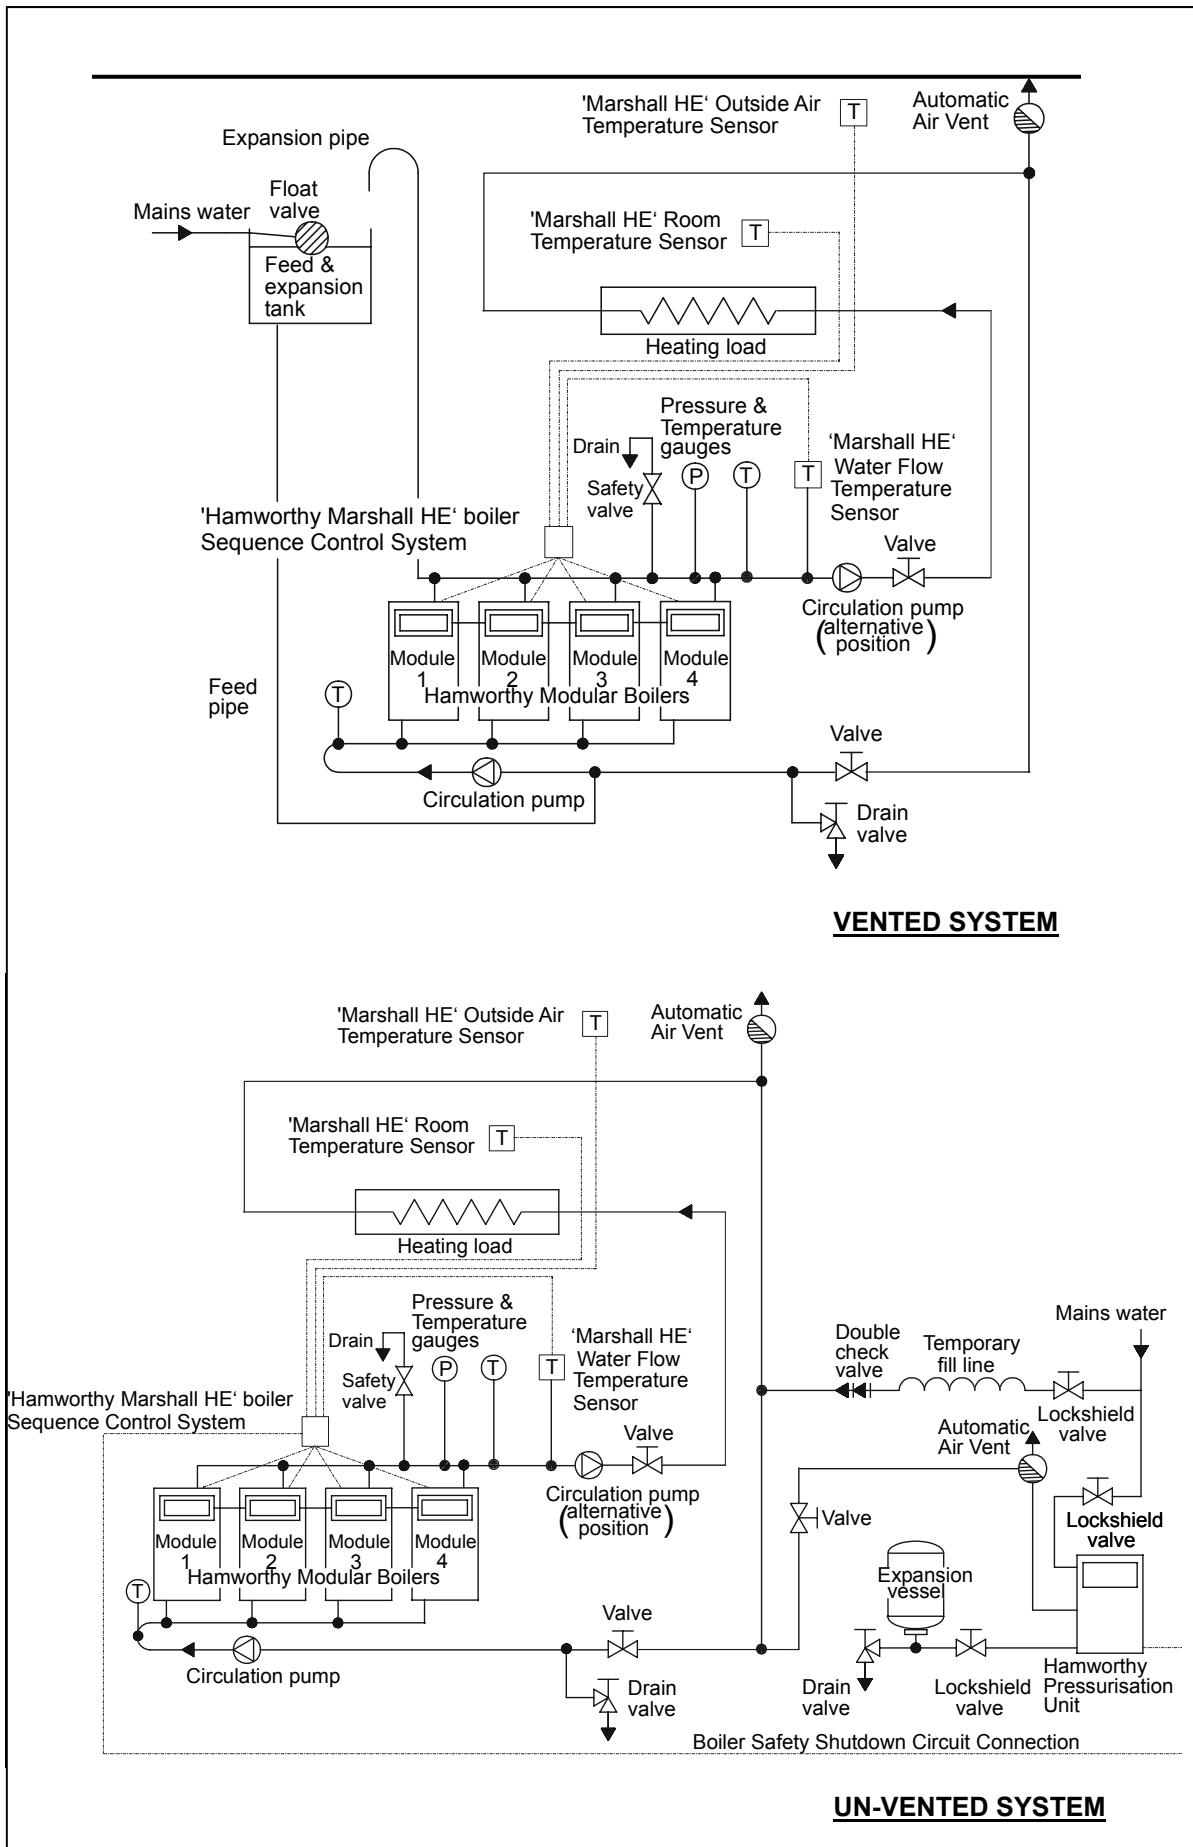 'Marshall HE‘ Outside Air
Temperature Sensor
T
Automatic
Air Vent
Expansion pipe
Float
valve
Mains water
'Marshall HE‘ Room
Temperature Sensor
T
Feed &
expansion
tank
Heating load
Pressure &
Temperature
gauges
Drain
Safety
valve
P
T
T
‘Marshall HE‘
Water Flow
Temperature
Sensor
'Hamworthy Marshall HE‘ boiler
Sequence Control System
Valve
Circulation pump
(alternative
position)
Module
1
Module
2
Module
3
Module
4
Hamworthy Modular Boilers
Feed
pipe
T
Valve
Circulation pump
Drain
valve
VENTED SYSTEM
'Marshall HE‘ Outside Air
Temperature Sensor
T
Automatic
Air Vent
'Marshall HE‘ Room
Temperature Sensor
T
Heating load
Pressure &
Temperature
gauges
Drain
Safety
valve
P
T
T
‘Marshall HE‘
Water Flow
Temperature
Sensor
Mains water
Double
check
valve
Temporary
fill line
Lockshield
valve
'Hamworthy Marshall HE‘ boiler
Sequence Control System
Valve
Automatic
Air Vent
Circulation pump
(alternative
position)
Valve
Lockshield
valve
Module
1
Module
2
Module
3
Module
4
Hamworthy Modular Boilers
T
Expansion
vessel
Valve
Circulation pump
Drain
valve
Drain
valve
Lockshield
valve
Hamworthy
Pressurisation
Unit
Boiler Safety Shutdown Circuit Connection
UN-VENTED SYSTEM